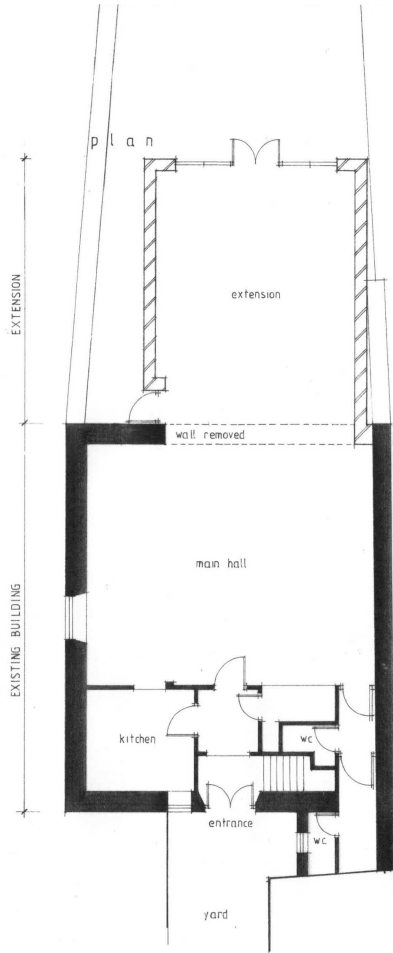 plan
EXTENSION
extension
wall removed
main hall
EXISTING BUILDING
kitchen
wc
entrance
wc
yard